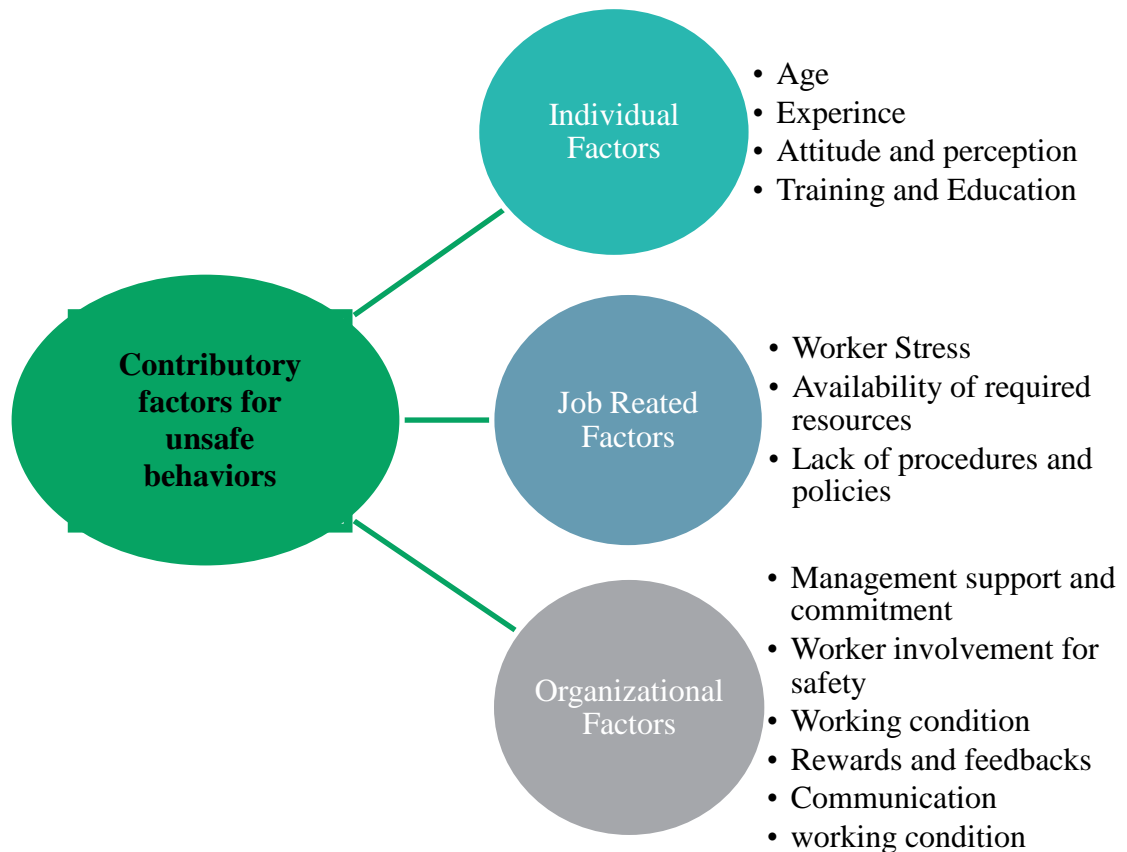 Contributory
factors for
unsafe
behaviors
Individual
Factors
• Age
• Experince
• Attitude and perception
• Training and Education
Job Reated
Factors
• Worker Stress
• Availability of required
resources
• Lack of procedures and
policies
Organizational
Factors
• Management support and
commitment
• Worker involvement for
safety
• Working condition
• Rewards and feedbacks
• Communication
• working condition